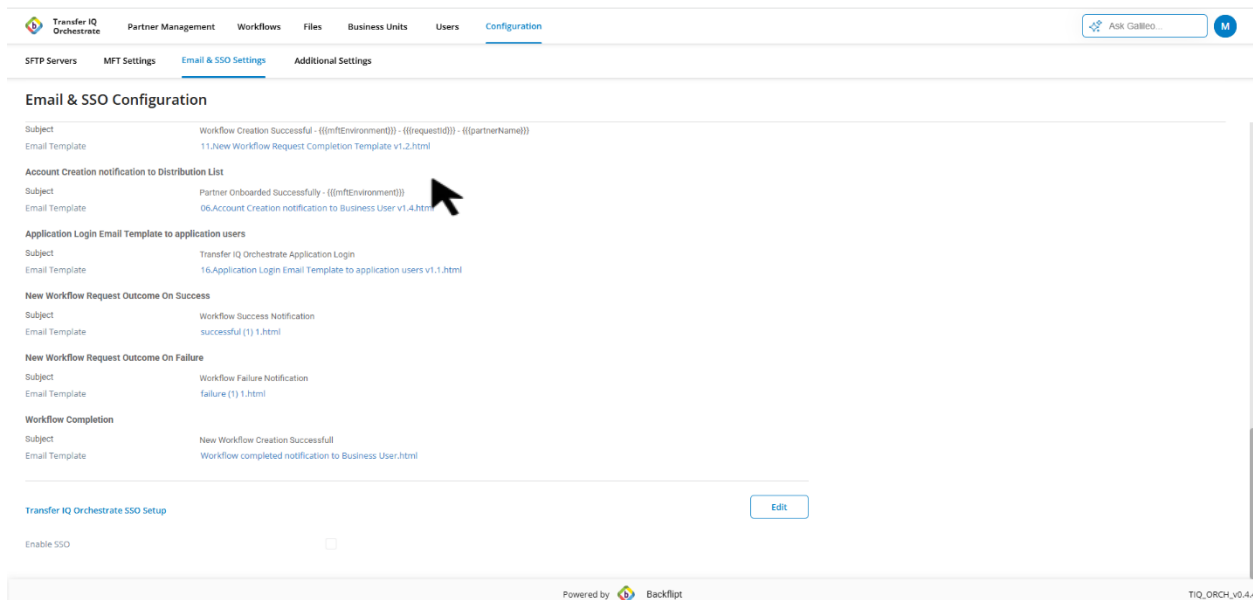 Transfer IQ
Orchestrate
Partner Management Workflows Files Business Units Users Configuration
Ask Galileo...
M
SFTP Servers MFT Settings Email & SSO Settings Additional Settings
Email & SSO Configuration
Subject Workflow Creation Successful - {{{mftEnvironment}}} - {{{requestId}}} - {{{partnerName}}}
Email Template 11.New Workflow Request Completion Template v1.2.html
Account Creation notification to Distribution List
Subject Partner Onboarded Successfully - {{{mftEnvironment}}}
Email Template 06.Account Creation notification to Business User v1.4.html
Application Login Email Template to application users
Subject Transfer IQ Orchestrate Application Login
Email Template 16.Application Login Email Template to application users v1.1.html
New Workflow Request Outcome On Success
Subject Workflow Success Notification
Email Template successful (1) 1.html
New Workflow Request Outcome On Failure
Subject Workflow Failure Notification
Email Template failure (1) 1.html
Workflow Completion
Subject New Workflow Creation Successfull
Email Template Workflow completed notification to Business User.html
Transfer IQ Orchestrate SSO Setup Edit
Enable SSO
Powered by Backflipt
TIQ_ORCH_v0.4.